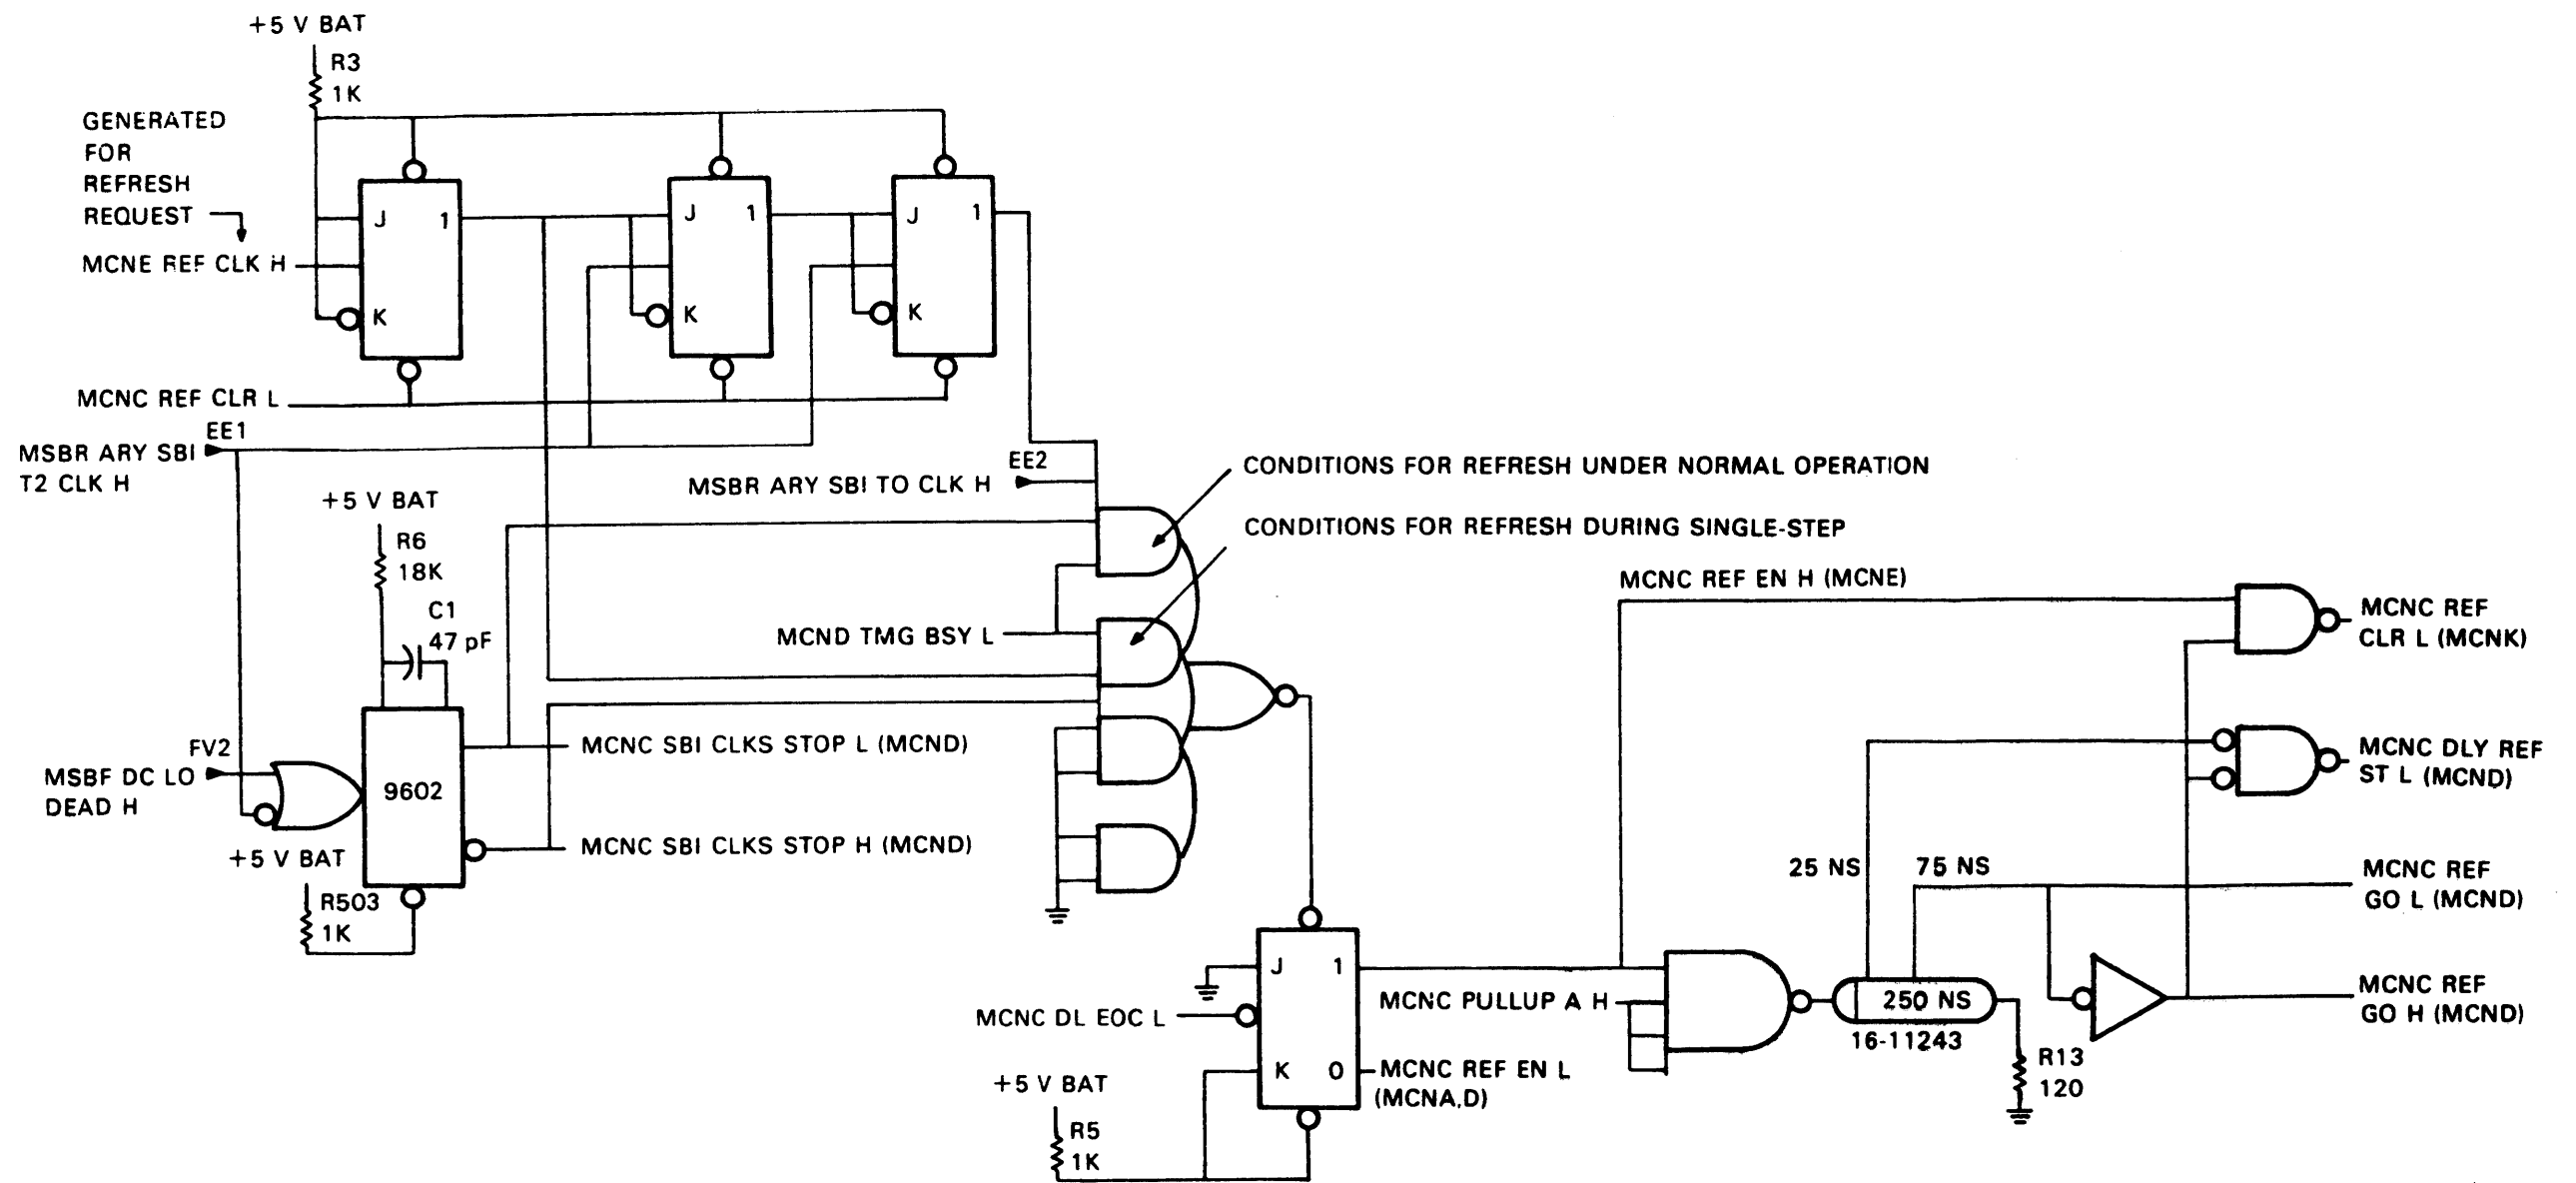 +5 V BAT
R3
1K
GENERATED
FOR
REFRESH
REQUEST
MCNE REF CLK H
J 1
K
J 1
K
J 1
K
MCNC REF CLR L
EE1
MSBR ARY SBI
T2 CLK H
EE2
MSBR ARY SBI TO CLK H
CONDITIONS FOR REFRESH UNDER NORMAL OPERATION
CONDITIONS FOR REFRESH DURING SINGLE-STEP
+5 V BAT
R6
18K
C1
47 pF
MCND TMG BSY L
FV2
MSBF DC LO
DEAD H
9602
MCNC SBI CLKS STOP L (MCND)
MCNC SBI CLKS STOP H (MCND)
+5 V BAT
R503
1K
MCNC REF EN H (MCNE)
MCNC REF
CLR L (MCNK)
MCNC DLY REF
ST L (MCND)
25 NS
75 NS
MCNC REF
GO L (MCND)
J 1
MCNC DL EOC L
K 0
MCNC PULLUP A H
MCNC REF EN L
(MCNA,D)
250 NS
16-11243
MCNC REF
GO H (MCND)
R13
120
+5 V BAT
R5
1K